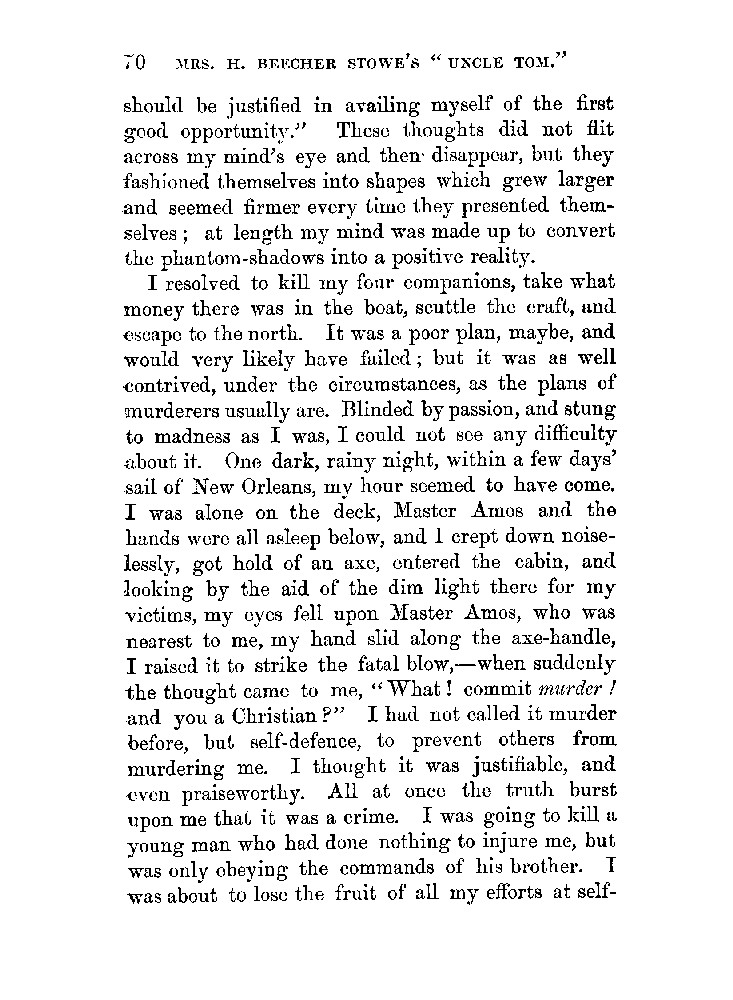 70 MRS. H. BEECHER STOWE'S "UNCLE TOM."
should be justified in availing myself of the first
good opportunity." These thoughts did not flit
across my mind's eye and then disappear, but they
fashioned themselves into shapes which grew larger
and seemed firmer every time they presented them-
selves; at length my mind was made up to convert
the phantom-shadows into a positive reality.
I resolved to kill my four companions, take what
money there was in the boat, scuttle the craft, and
escape to the north. It was a poor plan, maybe, and
would very likely have failed; but it was as well
contrived, under the circumstances, as the plans of
murderers usually are. Blinded by passion, and stung
to madness as I was, I could not see any difficulty
about it. One dark, rainy night, within a few days'
sail of New Orleans, my hour seemed to have come.
I was alone on the deck, Master Amos and the
hands were all asleep below, and I crept down noise-
lessly, got hold of an axe, entered the cabin, and
looking by the aid of the dim light there for my
victims, my eyes fell upon Master Amos, who was
nearest to me, my hand slid along the axe-handle,
I raised it to strike the fatal blow,—when suddenly
the thought came to me, "What! commit murder!
and you a Christian?" I had not called it murder
before, but self-defence, to prevent others from
murdering me. I thought it was justifiable, and
even praiseworthy. All at once the truth burst
upon me that it was a crime. I was going to kill a
young man who had done nothing to injure me, but
was only obeying the commands of his brother. I
was about to lose the fruit of all my efforts at self-